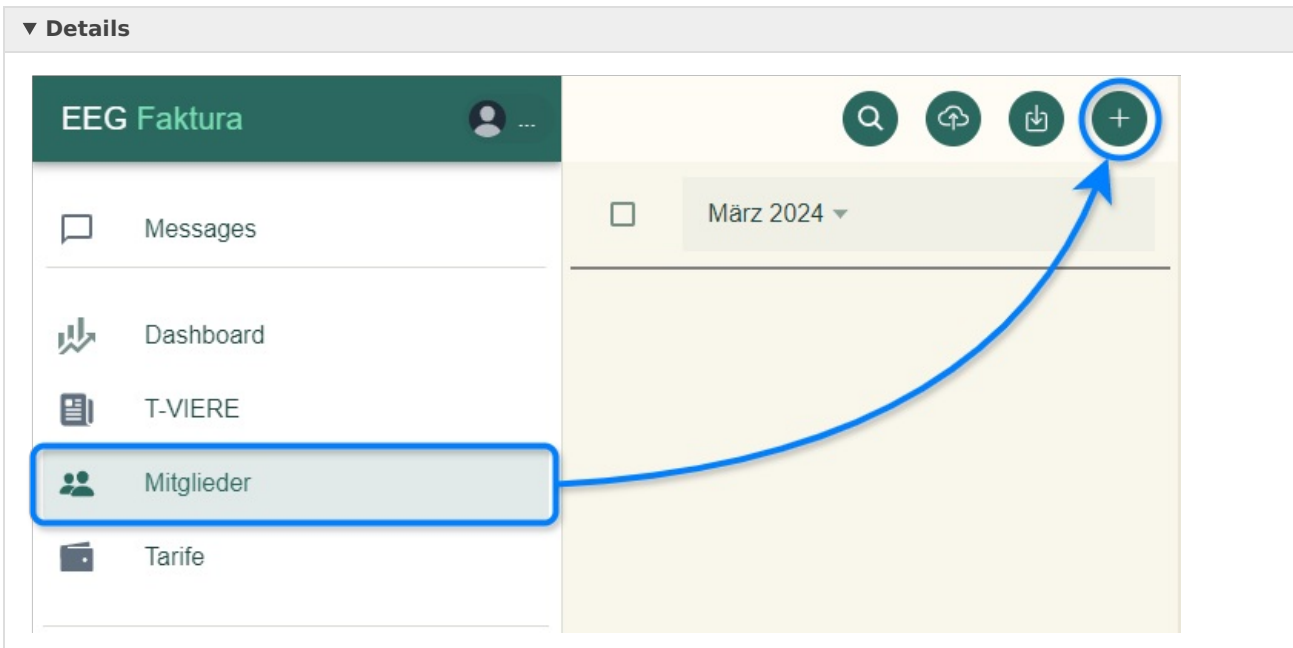 Details
EEG Faktura ...
Messages
März 2024
Dashboard
T-VIERE
Mitglieder
Tarife